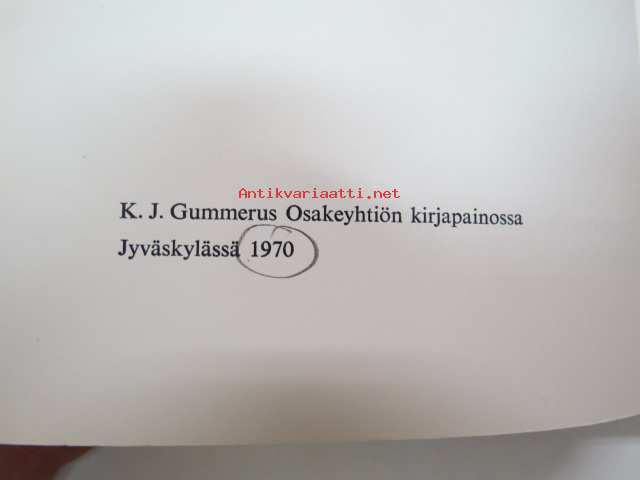 Antikvariaatti.net
K. J. Gummerus Osakeyhtiön kirjapainossa
Jyväskylässä 1970